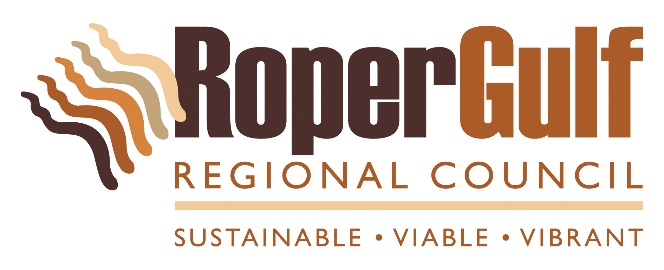 RoperGulf
REGIONAL COUNCIL
SUSTAINABLE • VIABLE • VIBRANT